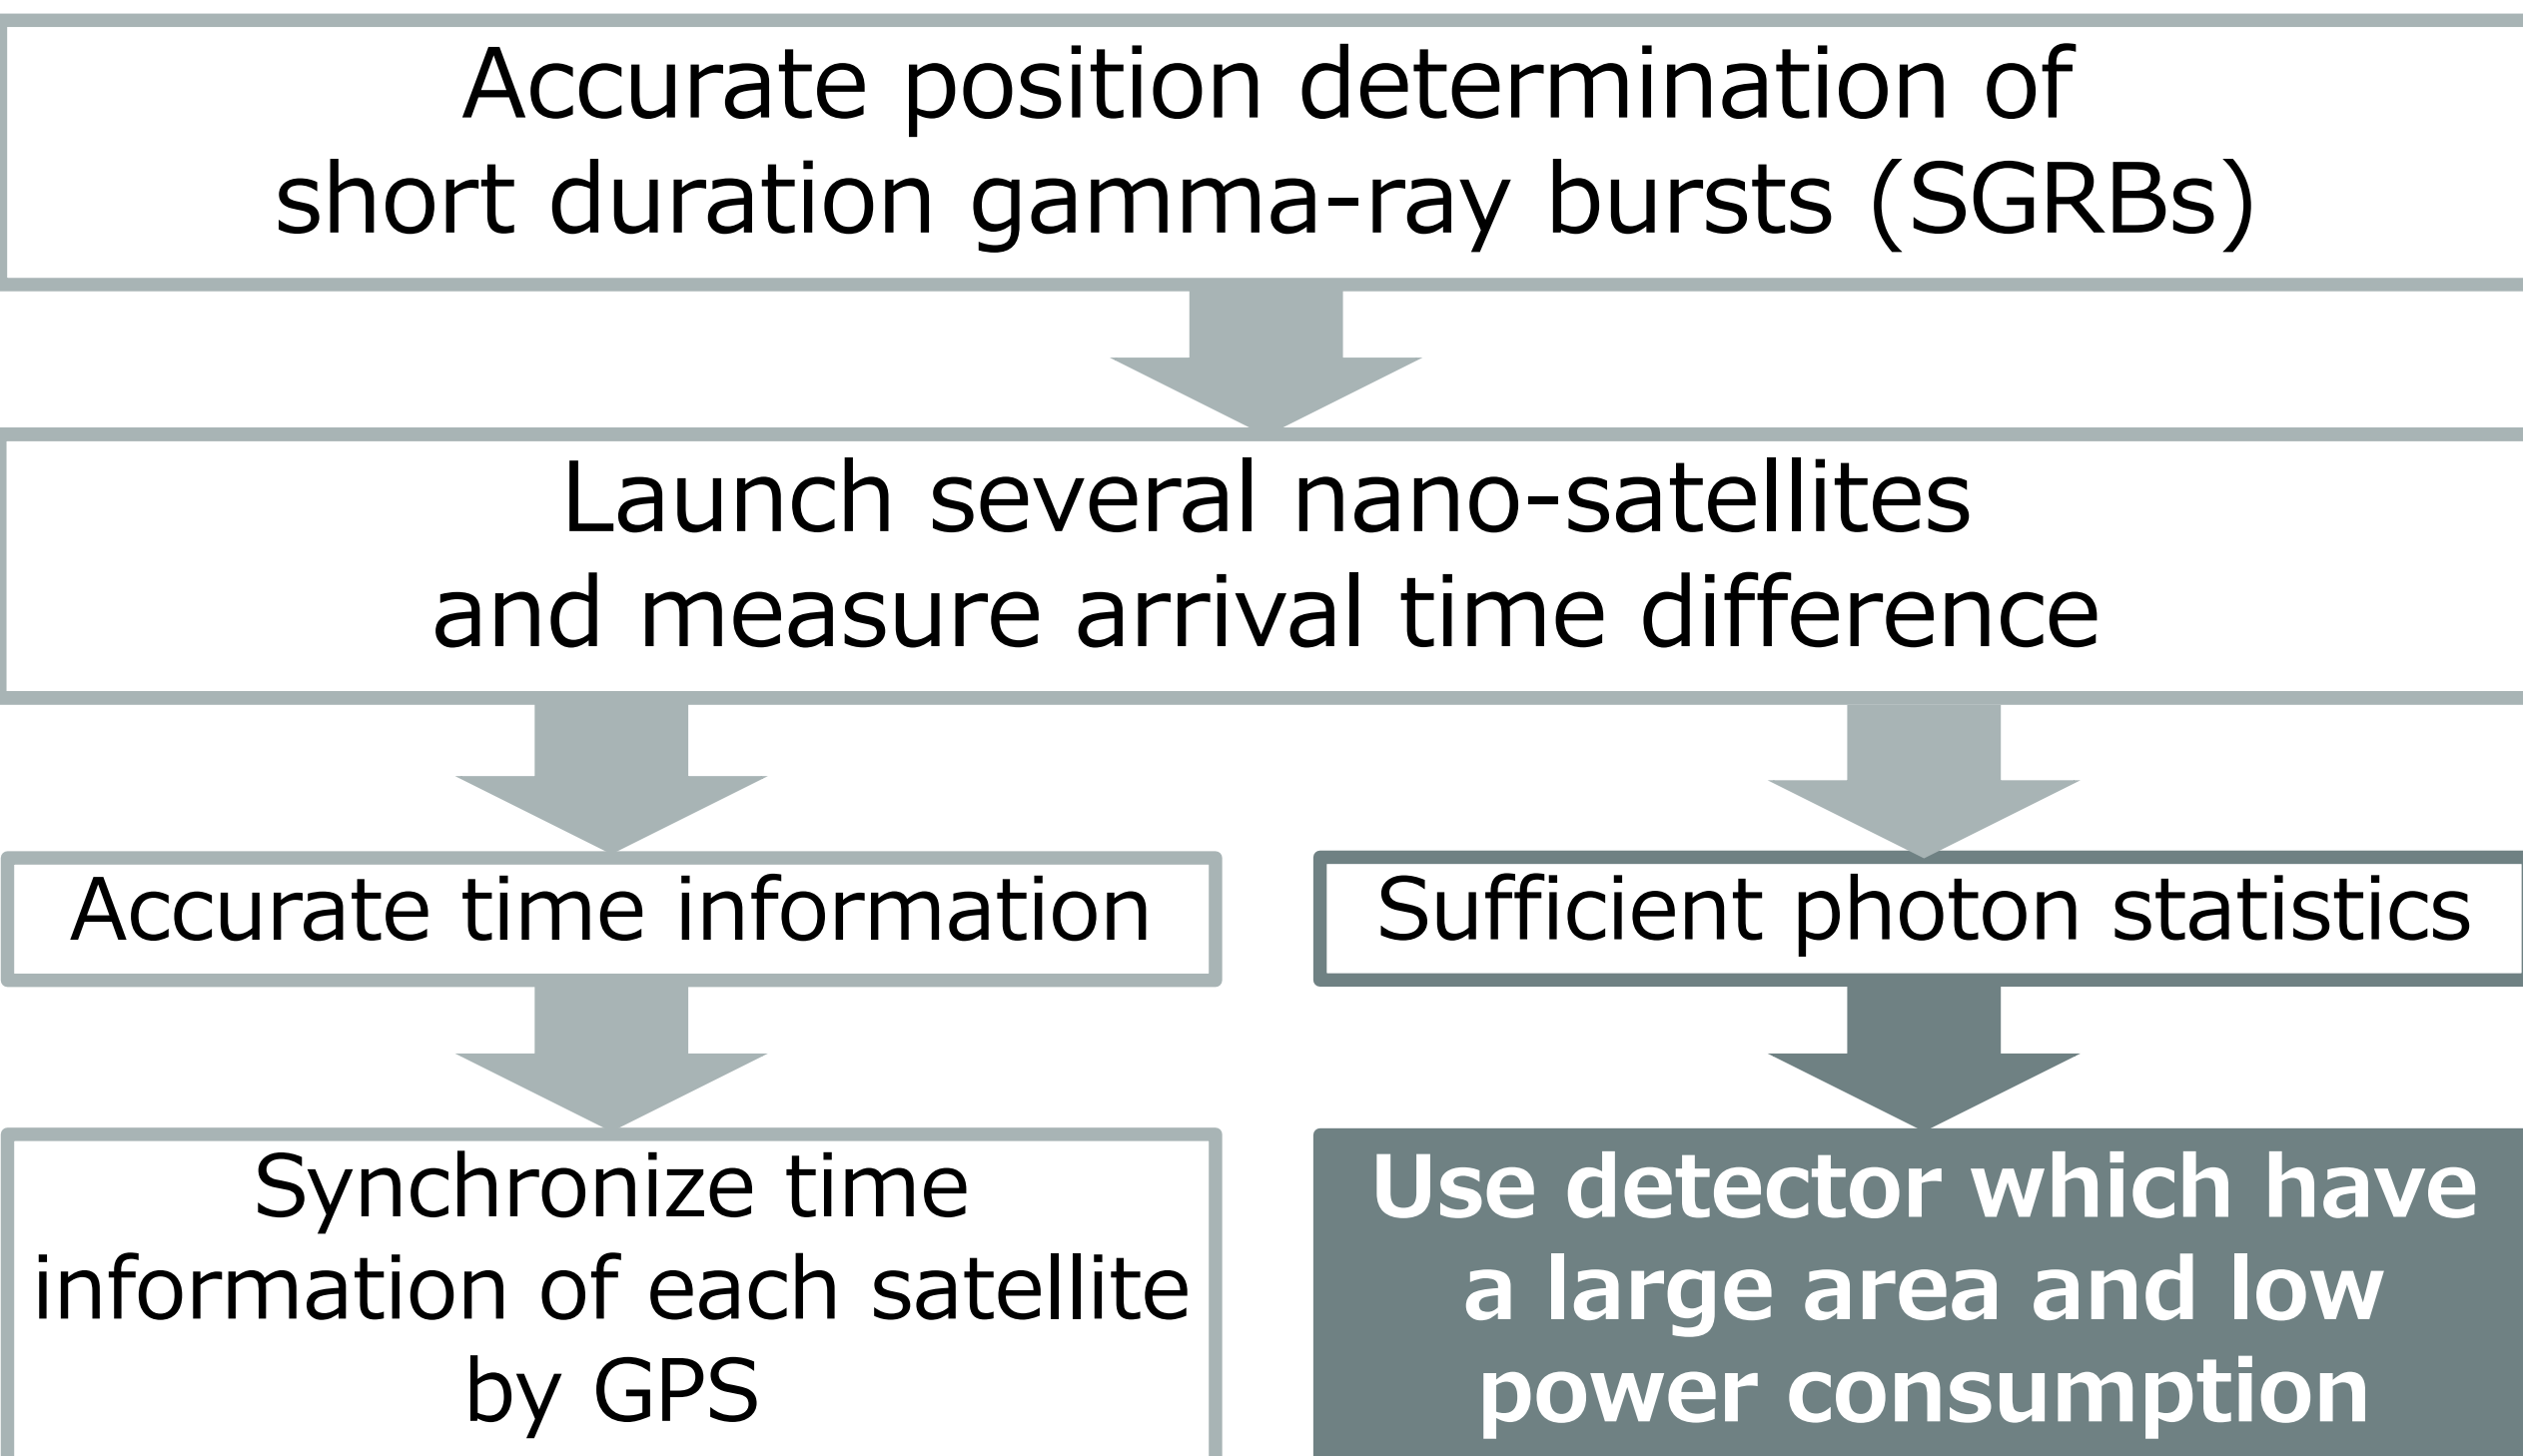 Accurate position determination of
short duration gamma-ray bursts (SGRBs)
Launch several nano-satellites
and measure arrival time difference
Accurate time information
Sufficient photon statistics
Synchronize time
information of each satellite
by GPS
Use detector which have
a large area and low
power consumption